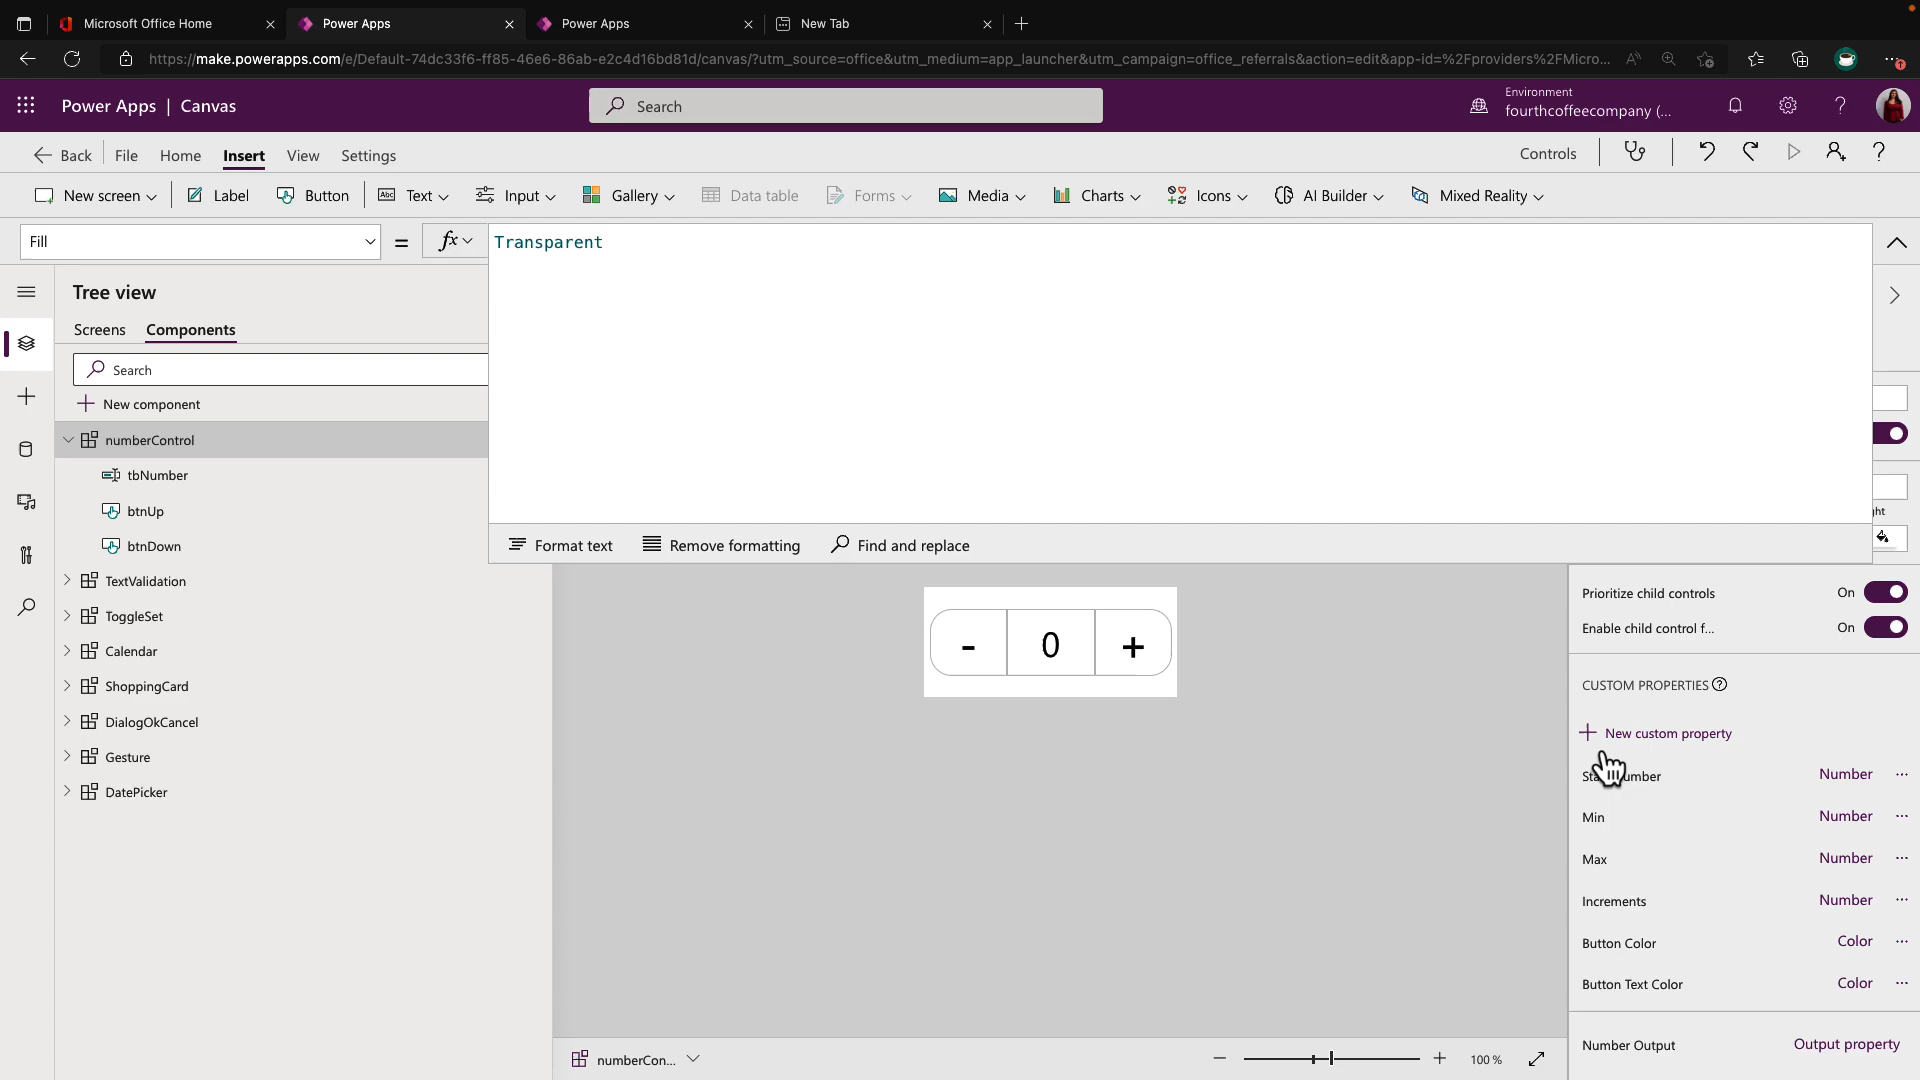 Microsoft Office Home
Power Apps
Power Apps
New Tab
https://make.powerapps.com/e/Default-74dc33f6-ff85-46e6-86ab-e2c4d16bd81d/canvas/?utm_source=office&utm_medium=app_launcher&utm_campaign=office_referrals&action=edit&app-id=%2Fproviders%2FMicro...
Power Apps | Canvas
Search
Environment
fourthcoffeecompany (...
Back
File
Home
Insert
View
Settings
Controls
New screen
Label
Button
Text
Input
Gallery
Data table
Forms
Media
Charts
Icons
AI Builder
Mixed Reality
Fill
=
fx
Transparent
Tree view
Screens
Components
Search
New component
numberControl
tbNumber
btnUp
btnDown
TextValidation
ToggleSet
Calendar
ShoppingCard
DialogOkCancel
Gesture
DatePicker
Format text
Remove formatting
Find and replace
ght
- 0 +
Prioritize child controls
On
Enable child control f...
On
CUSTOM PROPERTIES
New custom property
Number
Min
Number
Max
Number
Increments
Number
Button Color
Color
Button Text Color
Color
Number Output
Output property
numberCon...
100 %